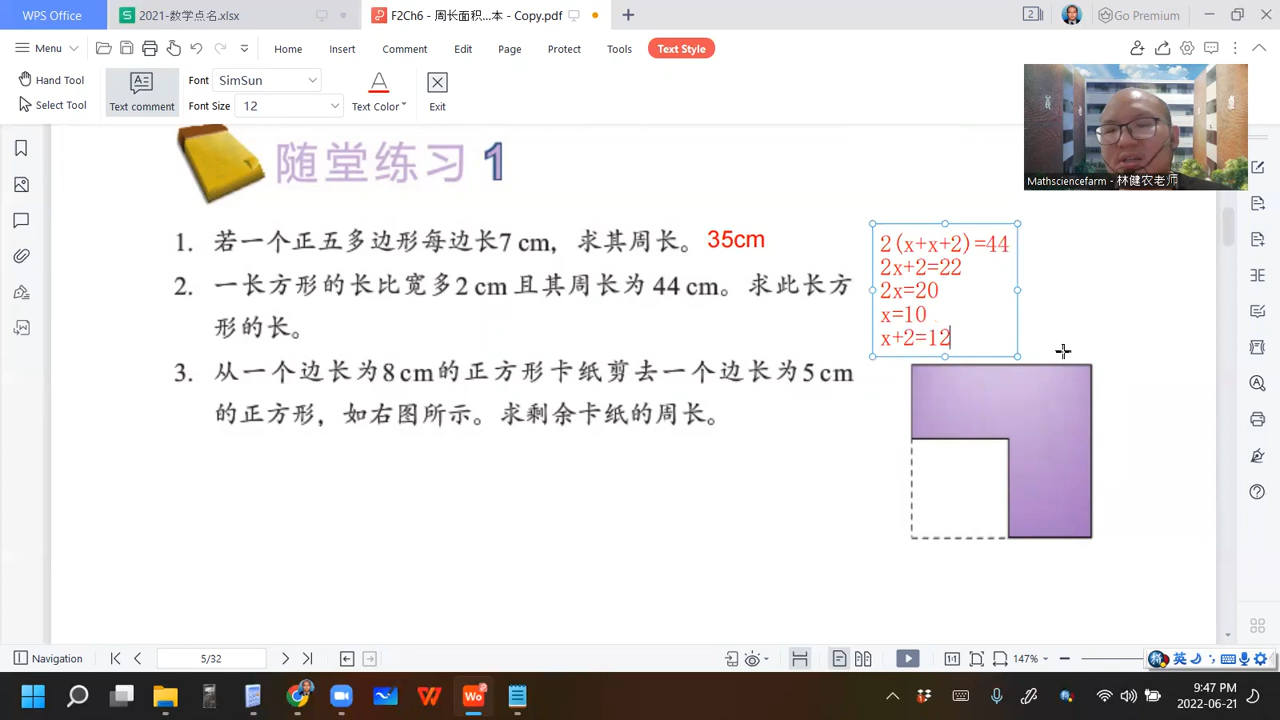 WPS Office
2021-数学点名.xlsx
F2Ch6 - 周长面积...本 - Copy.pdf
2
Go Premium
Menu
Home
Insert
Comment
Edit
Page
Protect
Tools
Text Style
Hand Tool
Select Tool
Text comment
Font
SimSun
Font Size
12
Text Color
Exit
Mathsciencefarm - 林健农老师
随堂练习 1
1. 若一个正五多边形每边长7 cm，求其周长。 35cm
2. 一长方形的长比宽多2 cm 且其周长为 44 cm。求此长方
形的长。
2(x+x+2)=44
2x+2=22
2x=20
x=10
x+2=12
3. 从一个边长为8 cm的正方形卡纸剪去一个边长为5 cm
的正方形，如右图所示。求剩余卡纸的周长。
Navigation
5/32
147%
英
9:47 PM
2022-06-21